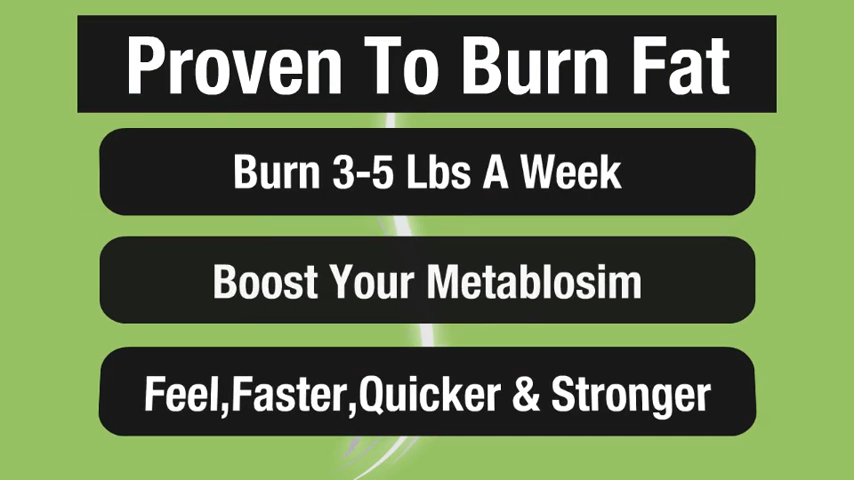 Proven To Burn Fat
Burn 3-5 Lbs A Week
Boost Your Metablosim
Feel,Faster,Quicker & Stronger